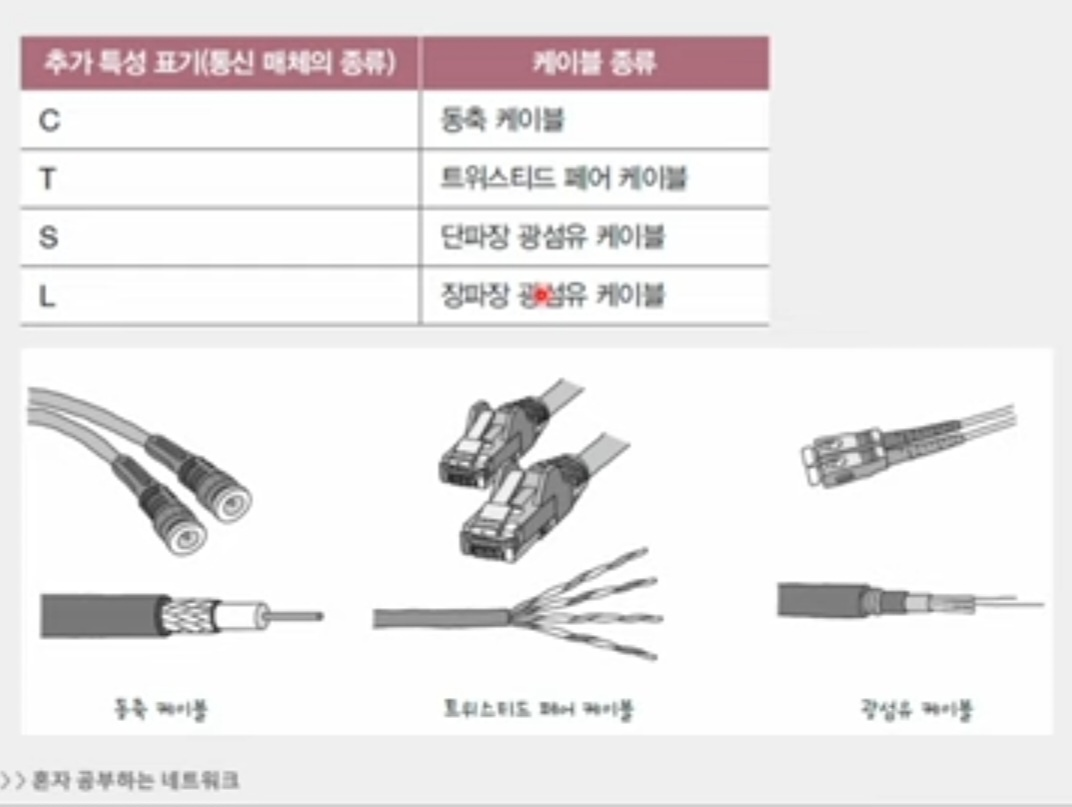 추가 특성 표기(통신 매체의 종류) 케이블 종류
C 동축 케이블
T 트위스티드 페어 케이블
S 단파장 광섬유 케이블
L 장파장 광섬유 케이블
동축 케이블 트위스티드 페어 케이블 광섬유 케이블
>> 혼자 공부하는 네트워크